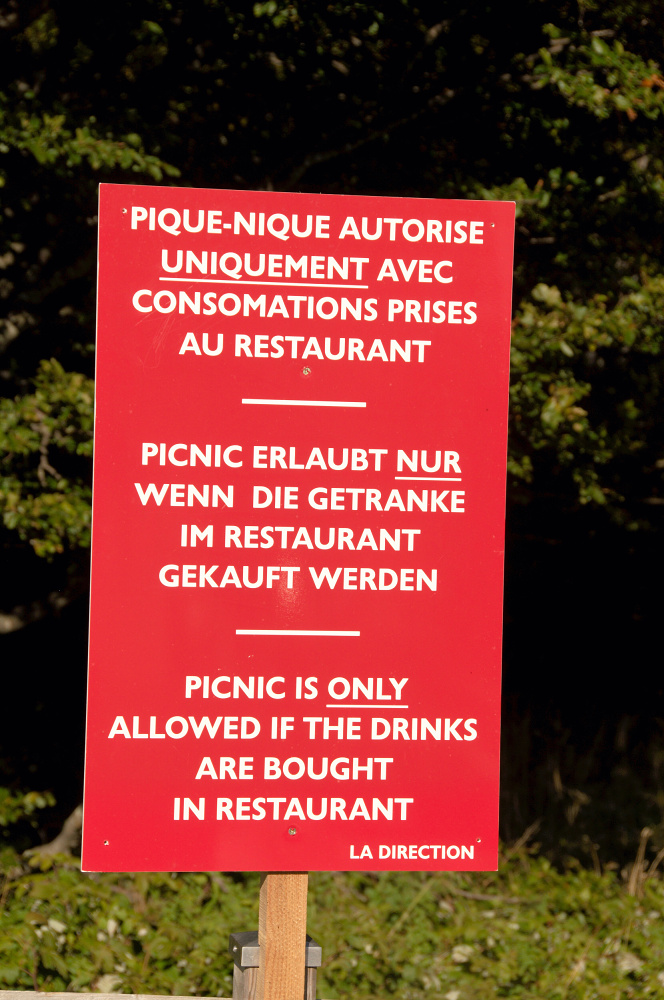 PIQUE-NIQUE AUTORISE
UNIQUEMENT AVEC
CONSOMATIONS PRISES
AU RESTAURANT
PICNIC ERLAUBT NUR
WENN DIE GETRANKE
IM RESTAURANT
GEKAUFT WERDEN
PICNIC IS ONLY
ALLOWED IF THE DRINKS
ARE BOUGHT
IN RESTAURANT
LA DIRECTION